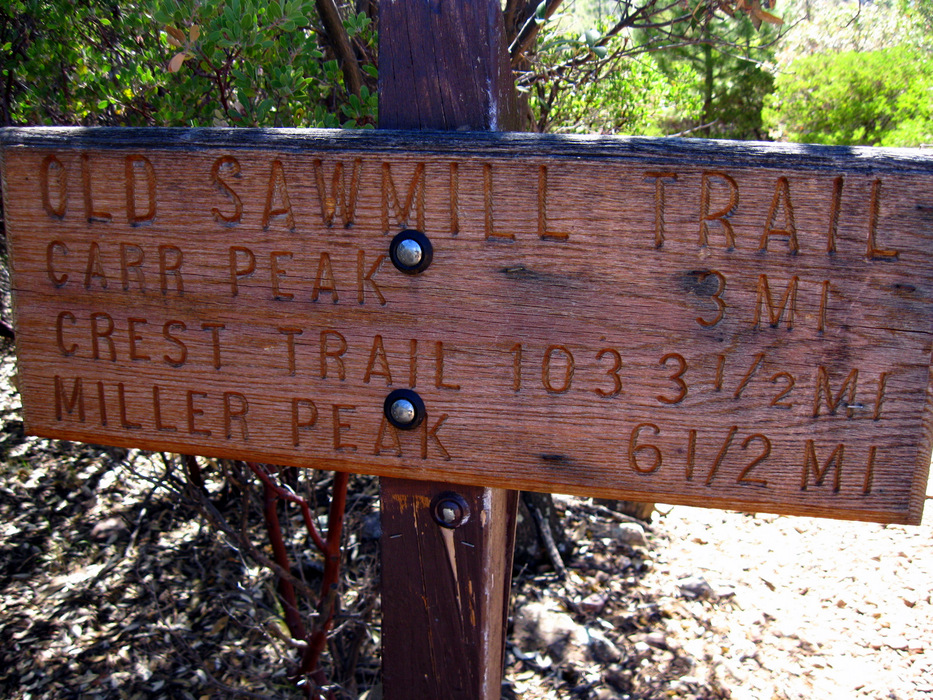 OLD SAWMILL TRAIL
CARR PEAK 3 MI
CREST TRAIL 103 3 1/2 MI
MILLER PEAK 6 1/2 MI